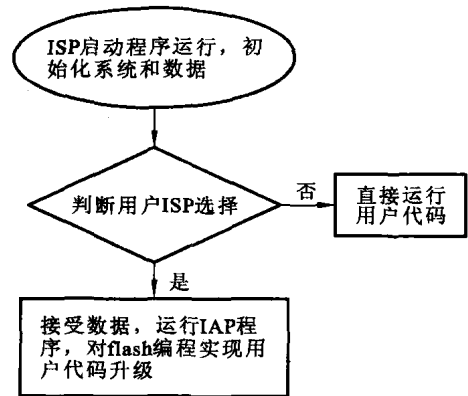 ISP启动程序运行，初
始化系统和数据
判断用户ISP选择
否
直接运行
用户代码
是
接受数据，运行IAP程
序，对flash编程实现用
户代码升级